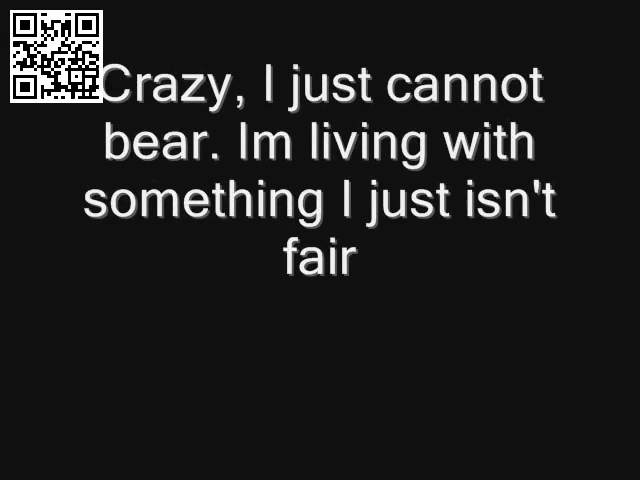 Crazy, I just cannot
bear. Im living with
something I just isn't
fair